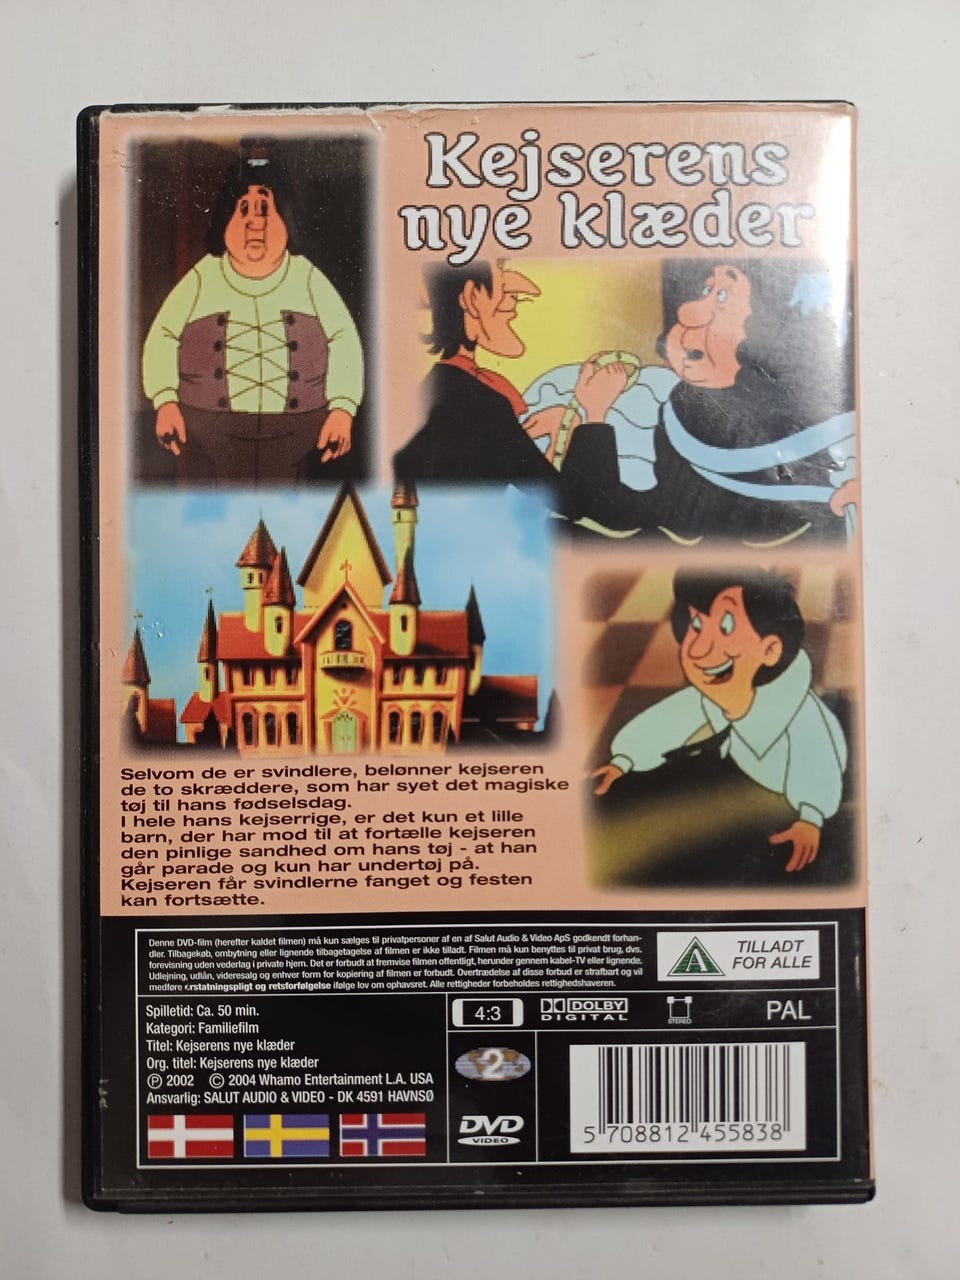 Kejserens
nye klæder
Selvom de er svindlere, belønner kejseren
de to skræddere, som har syet det magiske
tøj til hans fødselsdag.
I hele hans kejserrige, er det kun et lille
barn, der har mod til at fortælle kejseren
den pinlige sandhed om hans tøj - at han
går parade og kun har undertøj på.
Kejseren får svindlerne fanget og festen
kan fortsætte.
Denne DVD-film (herefter kaldet filmen) må kun sælges til privatpersoner af en af Salut Audio & Video ApS godkendt forhan-
dler. Tilbagekøb, ombytning eller lignende tilbagetagelse af filmen er ikke tilladt. Filmen må kun benyttes til privat brug, dvs.
forevisning uden vederlag i private hjem. Det er forbudt at fremvise filmen offentligt, herunder gennem kabel-TV eller lignende.
Udlejning, udlån, videresalg og enhver form for kopiering af filmen er forbudt. Overtrædelse af disse forbud er strafbart og vil
medføre erstatningspligt og retsforfølgelse ifølge lov om ophavsret. Alle rettigheder forbeholdes rettighedshaveren.
TILLADT
FOR ALLE
Spilletid: Ca. 50 min.
Kategori: Familiefilm
Titel: Kejserens nye klæder
Org. titel: Kejserens nye klæder
Ⓟ 2002 © 2004 Whamo Entertainment L.A. USA
Ansvarlig: SALUT AUDIO & VIDEO - DK 4591 HAVNSØ
4:3
DOLBY
DIGITAL
STEREO
PAL
2
DVD
VIDEO
5 708812 455838